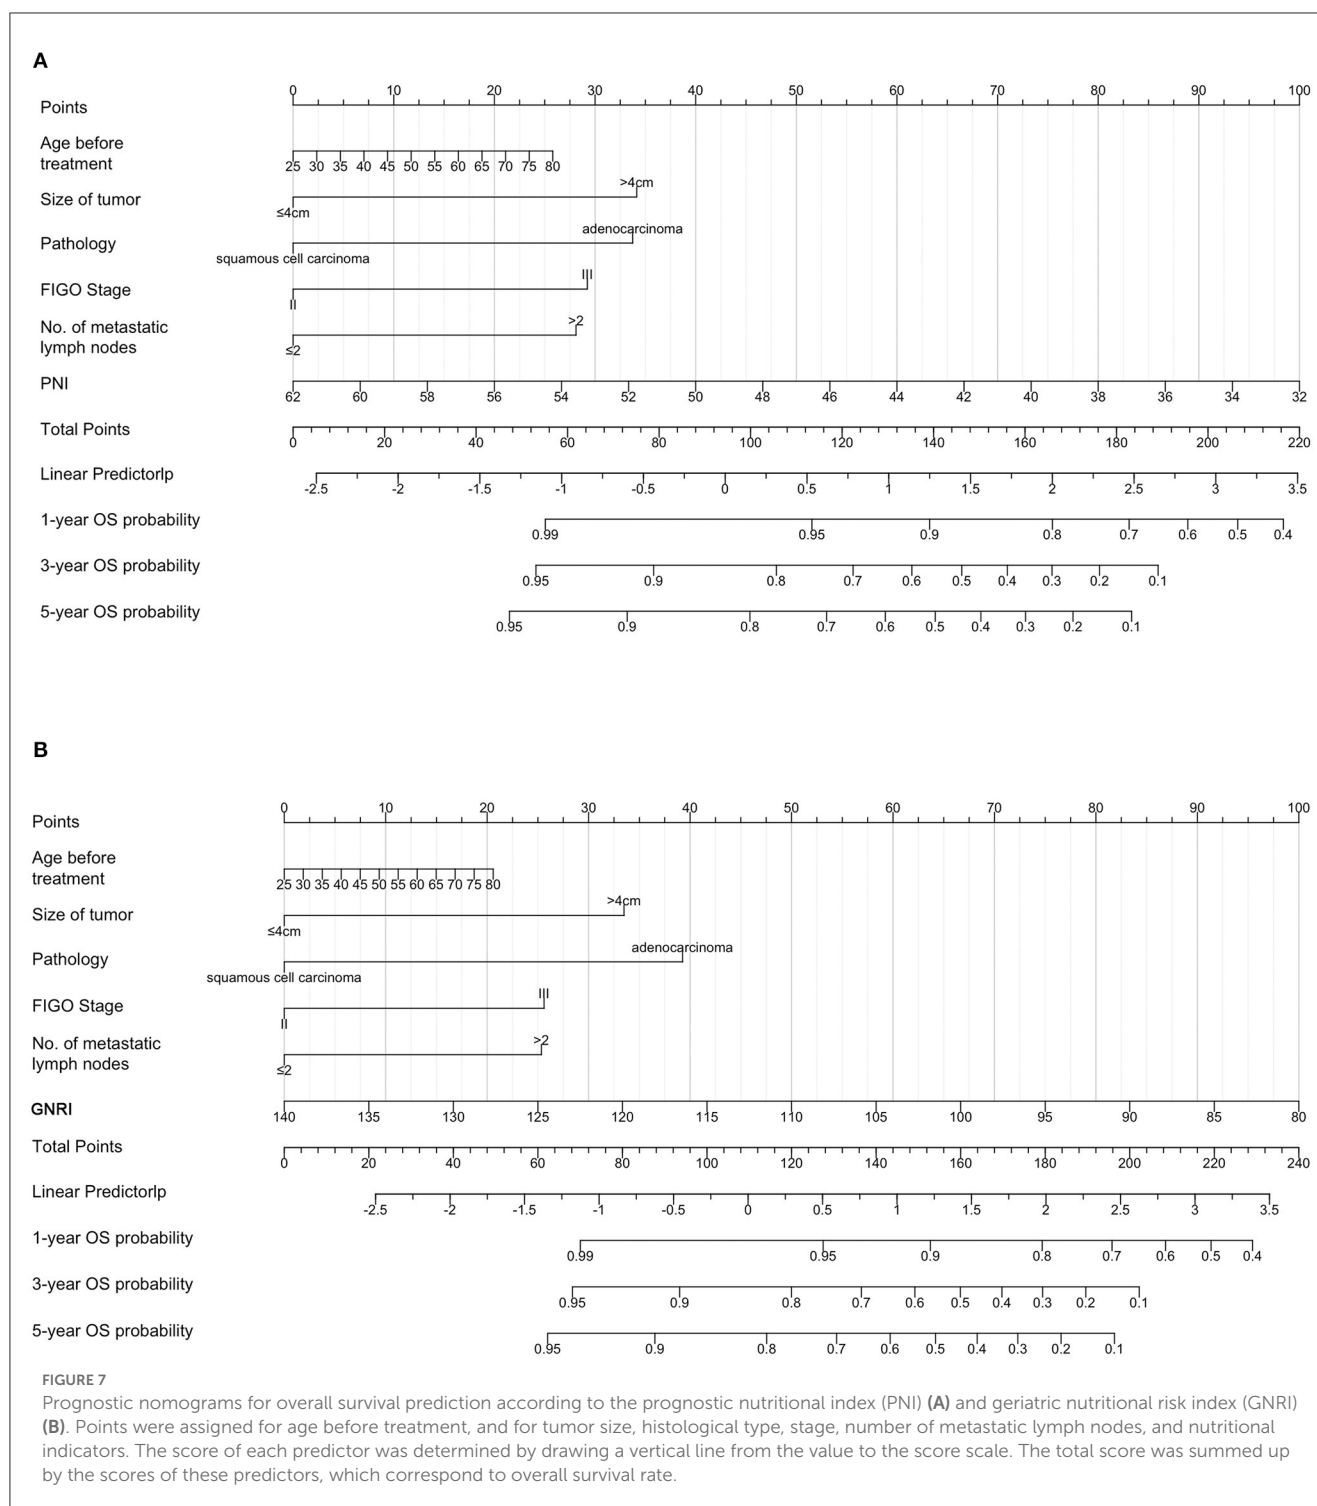 A
Points
0 10 20 30 40 50 60 70 80 90 100
Age before
treatment
25 30 35 40 45 50 55 60 65 70 75 80
Size of tumor
>4cm
≤4cm
Pathology
adenocarcinoma
squamous cell carcinoma
FIGO Stage
III
II
No. of metastatic
lymph nodes
>2
≤2
PNI
62 60 58 56 54 52 50 48 46 44 42 40 38 36 34 32
Total Points
0 20 40 60 80 100 120 140 160 180 200 220
Linear Predictorlp
-2.5 -2 -1.5 -1 -0.5 0 0.5 1 1.5 2 2.5 3 3.5
1-year OS probability
0.99 0.95 0.9 0.8 0.7 0.6 0.5 0.4
3-year OS probability
0.95 0.9 0.8 0.7 0.6 0.5 0.4 0.3 0.2 0.1
5-year OS probability
0.95 0.9 0.8 0.7 0.6 0.5 0.4 0.3 0.2 0.1
B
Points
0 10 20 30 40 50 60 70 80 90 100
Age before
treatment
25 30 35 40 45 50 55 60 65 70 75 80
Size of tumor
>4cm
≤4cm
Pathology
adenocarcinoma
squamous cell carcinoma
FIGO Stage
III
II
No. of metastatic
lymph nodes
>2
≤2
GNRI
140 135 130 125 120 115 110 105 100 95 90 85 80
Total Points
0 20 40 60 80 100 120 140 160 180 200 220 240
Linear Predictorlp
-2.5 -2 -1.5 -1 -0.5 0 0.5 1 1.5 2 2.5 3 3.5
1-year OS probability
0.99 0.95 0.9 0.8 0.7 0.6 0.5 0.4
3-year OS probability
0.95 0.9 0.8 0.7 0.6 0.5 0.4 0.3 0.2 0.1
5-year OS probability
0.95 0.9 0.8 0.7 0.6 0.5 0.4 0.3 0.2 0.1
FIGURE 7
Prognostic nomograms for overall survival prediction according to the prognostic nutritional index (PNI) (A) and geriatric nutritional risk index (GNRI)
(B). Points were assigned for age before treatment, and for tumor size, histological type, stage, number of metastatic lymph nodes, and nutritional
indicators. The score of each predictor was determined by drawing a vertical line from the value to the score scale. The total score was summed up
by the scores of these predictors, which correspond to overall survival rate.